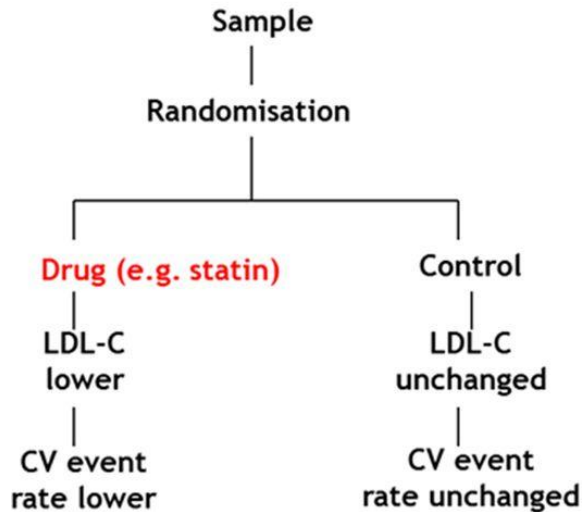 Sample
Randomisation
Drug (e.g. statin)
Control
LDL-C
lower
LDL-C
unchanged
CV event
rate lower
CV event
rate unchanged